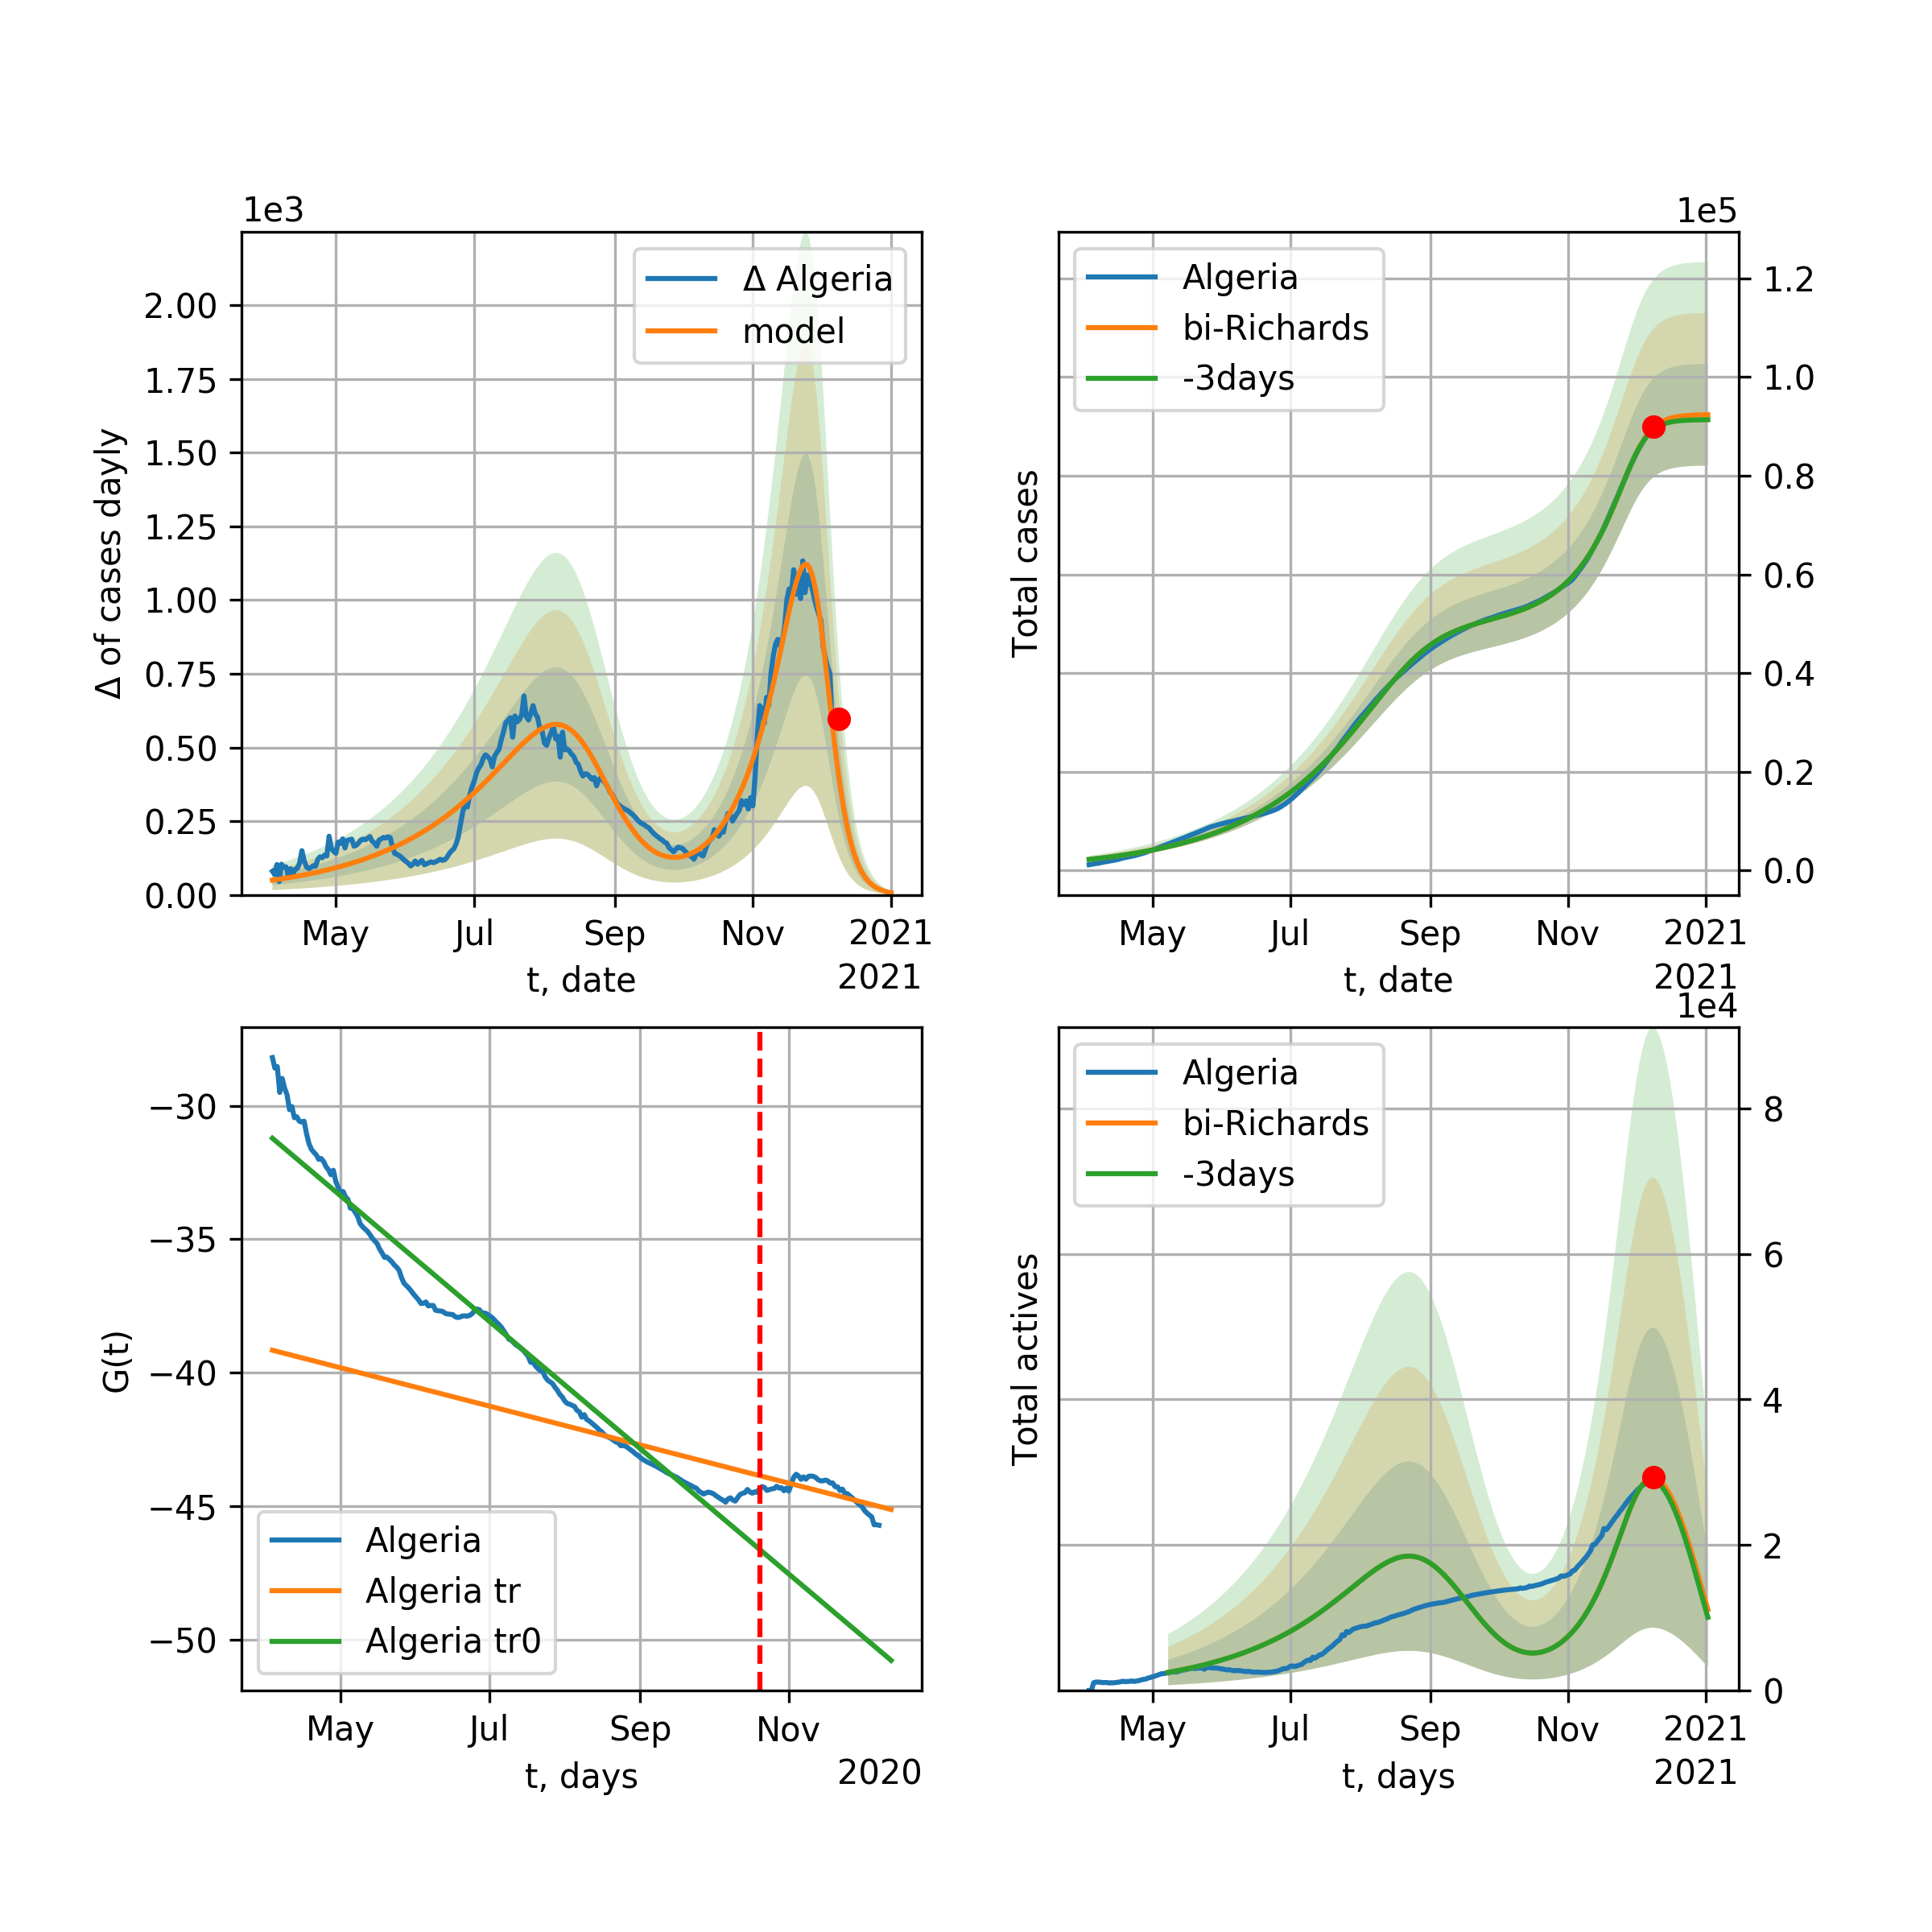 1e3
Δ Algeria
model
2.00
1.75
1.50
1.25
1.00
0.75
0.50
0.25
0.00
Δ of cases dayly
May Jul Sep Nov 2021
t, date 2021
1e5
Algeria
bi-Richards
-3days
1.2
1.0
0.8
0.6
0.4
0.2
0.0
Total cases
May Jul Sep Nov 2021
t, date 2021
−30
−35
−40
−45
−50
G(t)
Algeria
Algeria tr
Algeria tr0
May Jul Sep Nov
t, days 2020
1e4
Algeria
bi-Richards
-3days
8
6
4
2
0
Total actives
May Jul Sep Nov 2021
t, days 2021